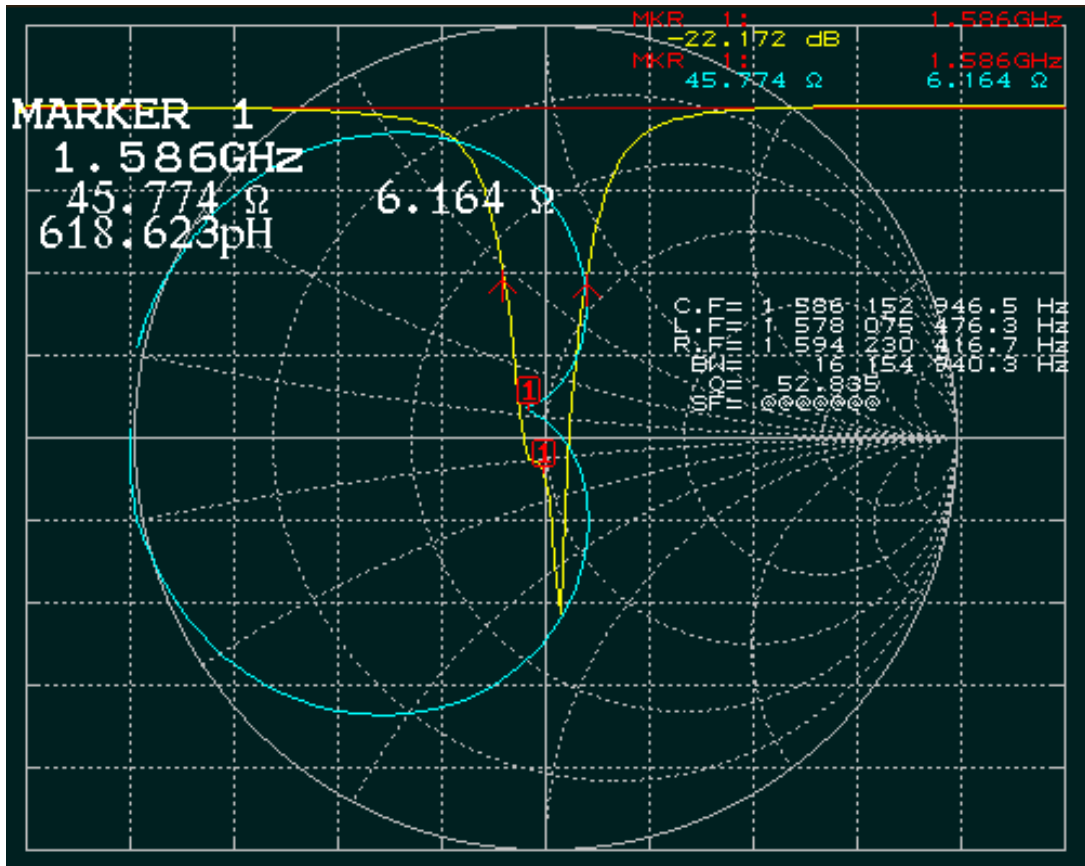 MKR 1: 1.586GHz
-22.172 dB
MKR 1: 1.586GHz
45.774 Ω 6.164 Ω
MARKER 1
1.586GHz
45.774 Ω 6.164 Ω
618.623pH
C.F= 1 586 152 946.5 Hz
L.F= 1 578 075 476.3 Hz
R.F= 1 594 230 416.7 Hz
BW= 16 154 940.3 Hz
Q= 52.835
SF= @@@@@@@
1
1